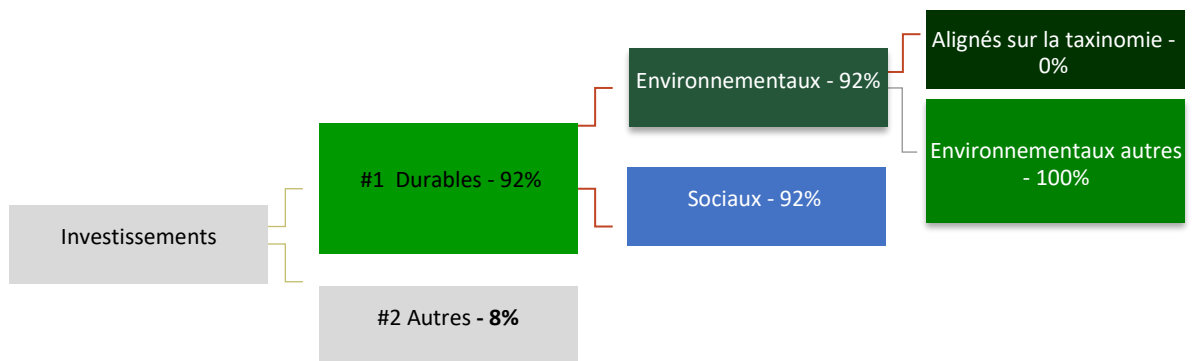 Investissements
#1 Durables - 92%
#2 Autres - 8%
Environnementaux - 92%
Sociaux - 92%
Alignés sur la taxinomie -
0%
Environnementaux autres
- 100%